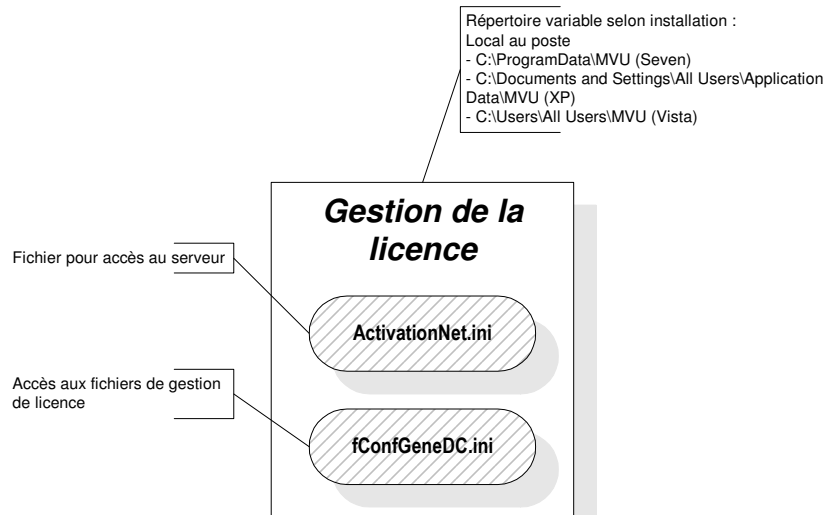 Répertoire variable selon installation :
Local au poste
- C:\ProgramData\MVU (Seven)
- C:\Documents and Settings\All Users\Application
Data\MVU (XP)
- C:\Users\All Users\MVU (Vista)
Gestion de la
licence
Fichier pour accès au serveur
ActivationNet.ini
Accès aux fichiers de gestion
de licence
fConfGeneDC.ini